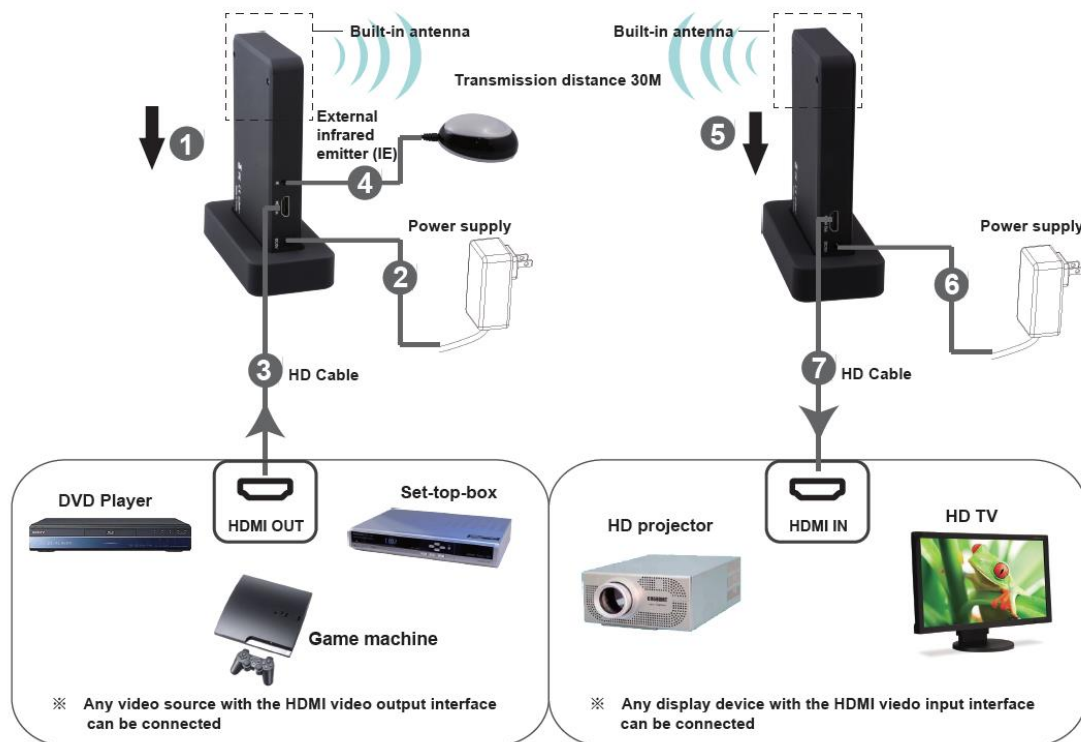 Built-in antenna
Built-in antenna
Transmission distance 30M
1
External
infrared
emitter (IE)
4
5
Power supply
2
Power supply
6
3
HD Cable
7
HD Cable
DVD Player
HDMI OUT
Set-top-box
Game machine
※ Any video source with the HDMI video output interface
can be connected
HD projector
HDMI IN
HD TV
※ Any display device with the HDMI viedo input interface
can be connected